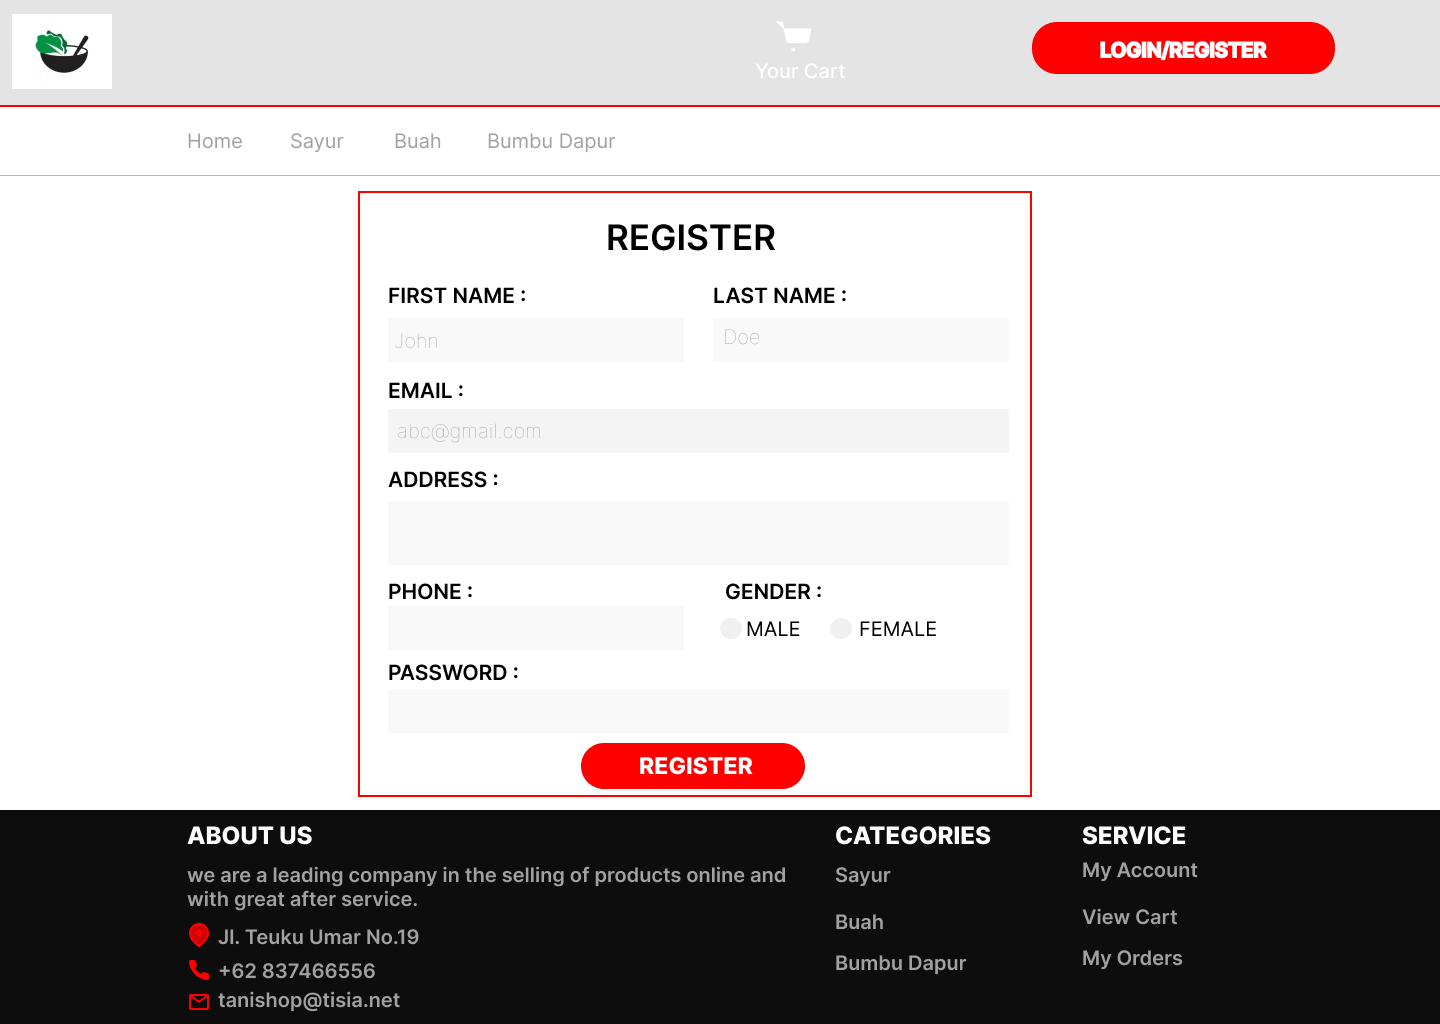 Your Cart
LOGIN/REGISTER
Home Sayur Buah Bumbu Dapur
REGISTER
FIRST NAME : LAST NAME :
John Doe
EMAIL :
abc@gmail.com
ADDRESS :
PHONE : GENDER :
MALE FEMALE
PASSWORD :
REGISTER
ABOUT US
we are a leading company in the selling of products online and
with great after service.
Jl. Teuku Umar No.19
+62 837466556
tanishop@tisia.net
CATEGORIES
Sayur
Buah
Bumbu Dapur
SERVICE
My Account
View Cart
My Orders